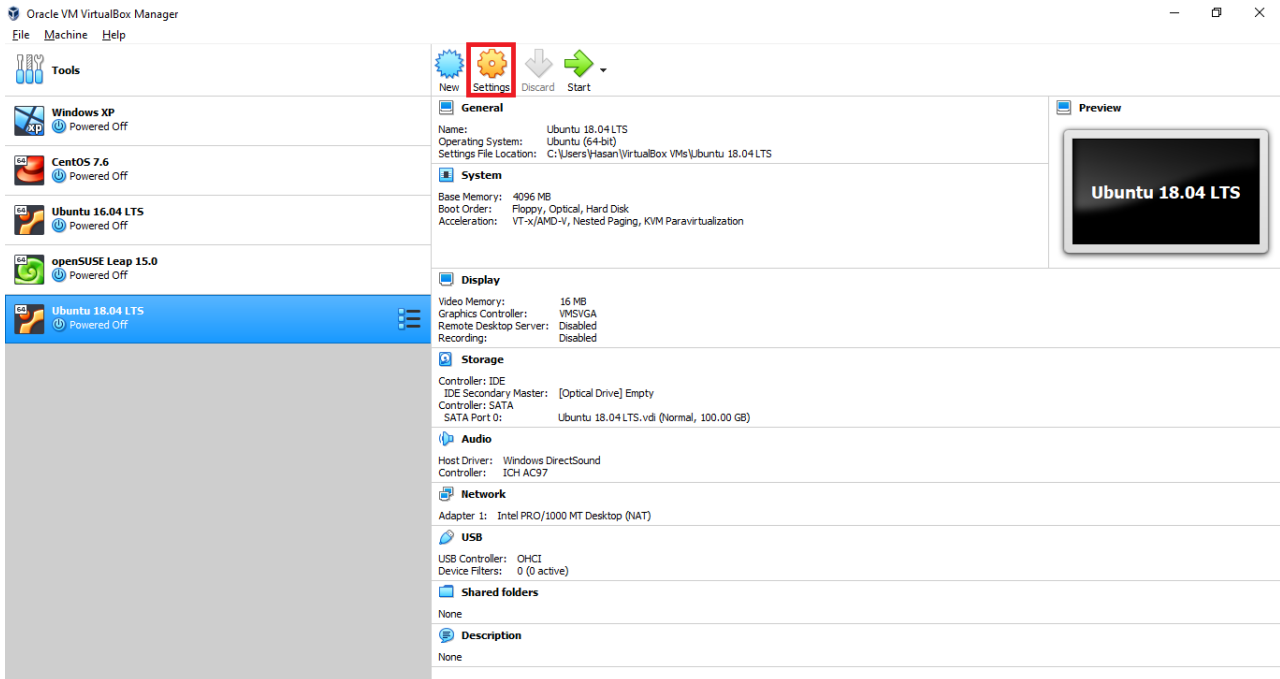 Oracle VM VirtualBox Manager
File Machine Help
Tools
New Settings Discard Start
Windows XP
Powered Off
CentOS 7.6
Powered Off
Ubuntu 16.04 LTS
Powered Off
openSUSE Leap 15.0
Powered Off
Ubuntu 18.04 LTS
Powered Off
General
Name: Ubuntu 18.04 LTS
Operating System: Ubuntu (64-bit)
Settings File Location: C:\Users\Hasan\VirtualBox VMs\Ubuntu 18.04 LTS
Preview
Ubuntu 18.04 LTS
System
Base Memory: 4096 MB
Boot Order: Floppy, Optical, Hard Disk
Acceleration: VT-x/AMD-V, Nested Paging, KVM Paravirtualization
Display
Video Memory: 16 MB
Graphics Controller: VMSVGA
Remote Desktop Server: Disabled
Recording: Disabled
Storage
Controller: IDE
IDE Secondary Master: [Optical Drive] Empty
Controller: SATA
SATA Port 0: Ubuntu 18.04 LTS.vdi (Normal, 100.00 GB)
Audio
Host Driver: Windows DirectSound
Controller: ICH AC97
Network
Adapter 1: Intel PRO/1000 MT Desktop (NAT)
USB
USB Controller: OHCI
Device Filters: 0 (0 active)
Shared folders
None
Description
None
XP
64
64
64
64